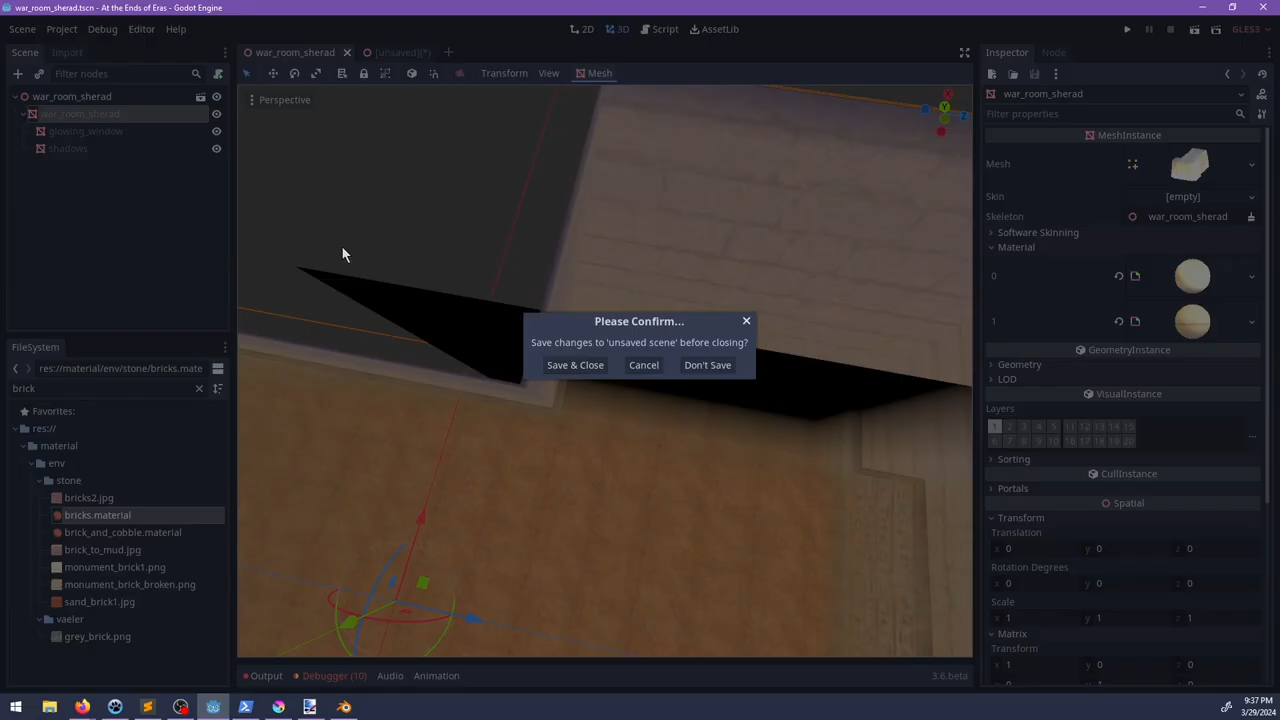 war_room_sherad.tscn - At the Ends of Eras - Godot Engine
Scene Project Debug Editor Help
2D 3D Script AssetLib
GLES3
Scene Import
war_room_sherad [unsaved](*)
Inspector Node
Filter nodes
Transform View Mesh
war_room_sherad
war_room_sherad
glowing_window
shadows
Perspective
X
Y
Z
war_room_sherad
Filter properties
MeshInstance
Mesh
Skin [empty]
Skeleton war_room_sherad
Software Skinning
Material
0
1
GeometryInstance
Geometry
LOD
VisualInstance
Layers
1 2 3 4 5 11 12 13 14 15
6 7 8 9 10 16 17 18 19 20
Sorting
CullInstance
Portals
Spatial
Transform
Translation
x 0 y 0 z 0
Rotation Degrees
x 0 y 0 z 0
Scale
x 1 y 1 z 1
Matrix
Transform
x 1 y 0 z 0
Please Confirm...
Save changes to 'unsaved scene' before closing?
Save & Close Cancel Don't Save
FileSystem
res://material/env/stone/bricks.mate
brick
Favorites:
res://
material
env
stone
bricks2.jpg
bricks.material
brick_and_cobble.material
brick_to_mud.jpg
monument_brick1.png
monument_brick_broken.png
sand_brick1.jpg
vaeler
grey_brick.png
Output Debugger (10) Audio Animation
3.6.beta
9:37 PM
3/29/2024